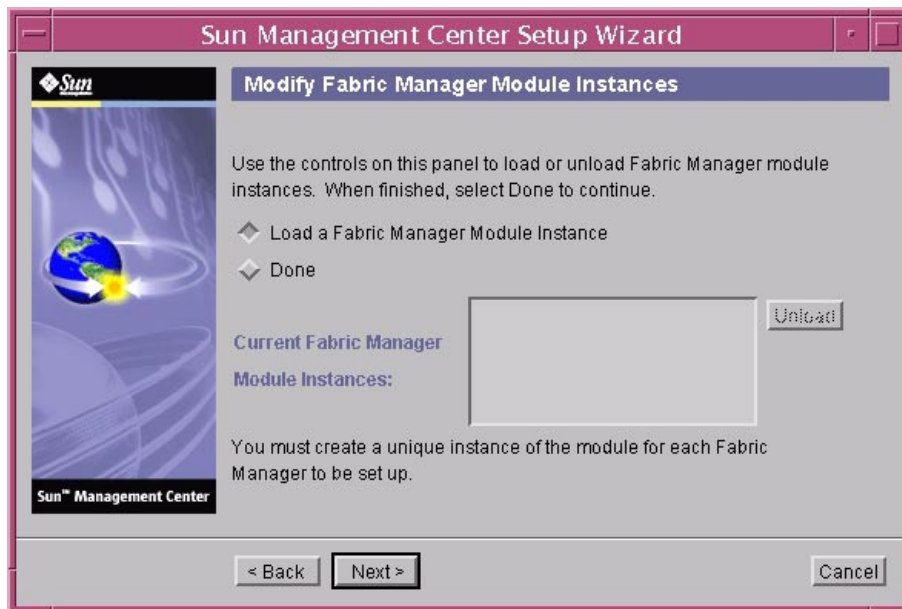 Sun Management Center Setup Wizard
Sun
Modify Fabric Manager Module Instances
Use the controls on this panel to load or unload Fabric Manager module
instances. When finished, select Done to continue.
Load a Fabric Manager Module Instance
Done
Unload
Current Fabric Manager
Module Instances:
You must create a unique instance of the module for each Fabric
Manager to be set up.
Sun™ Management Center
< Back
Next >
Cancel